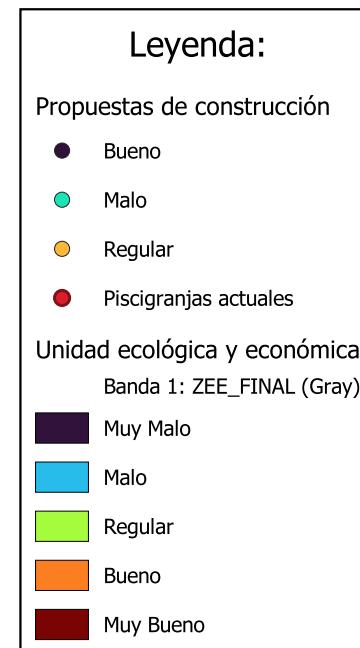 Leyenda:
Propuestas de construcción
Bueno
Malo
Regular
Piscigranjas actuales
Unidad ecológica y económica
Banda 1: ZEE_FINAL (Gray)
Muy Malo
Malo
Regular
Bueno
Muy Bueno